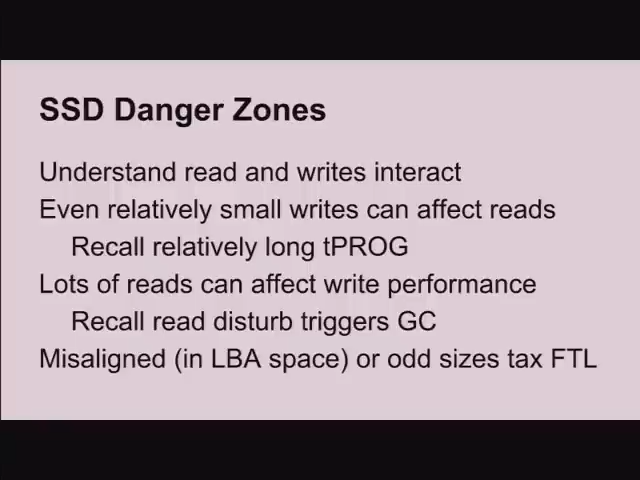 SSD Danger Zones
Understand read and writes interact
Even relatively small writes can affect reads
Recall relatively long tPROG
Lots of reads can affect write performance
Recall read disturb triggers GC
Misaligned (in LBA space) or odd sizes tax FTL